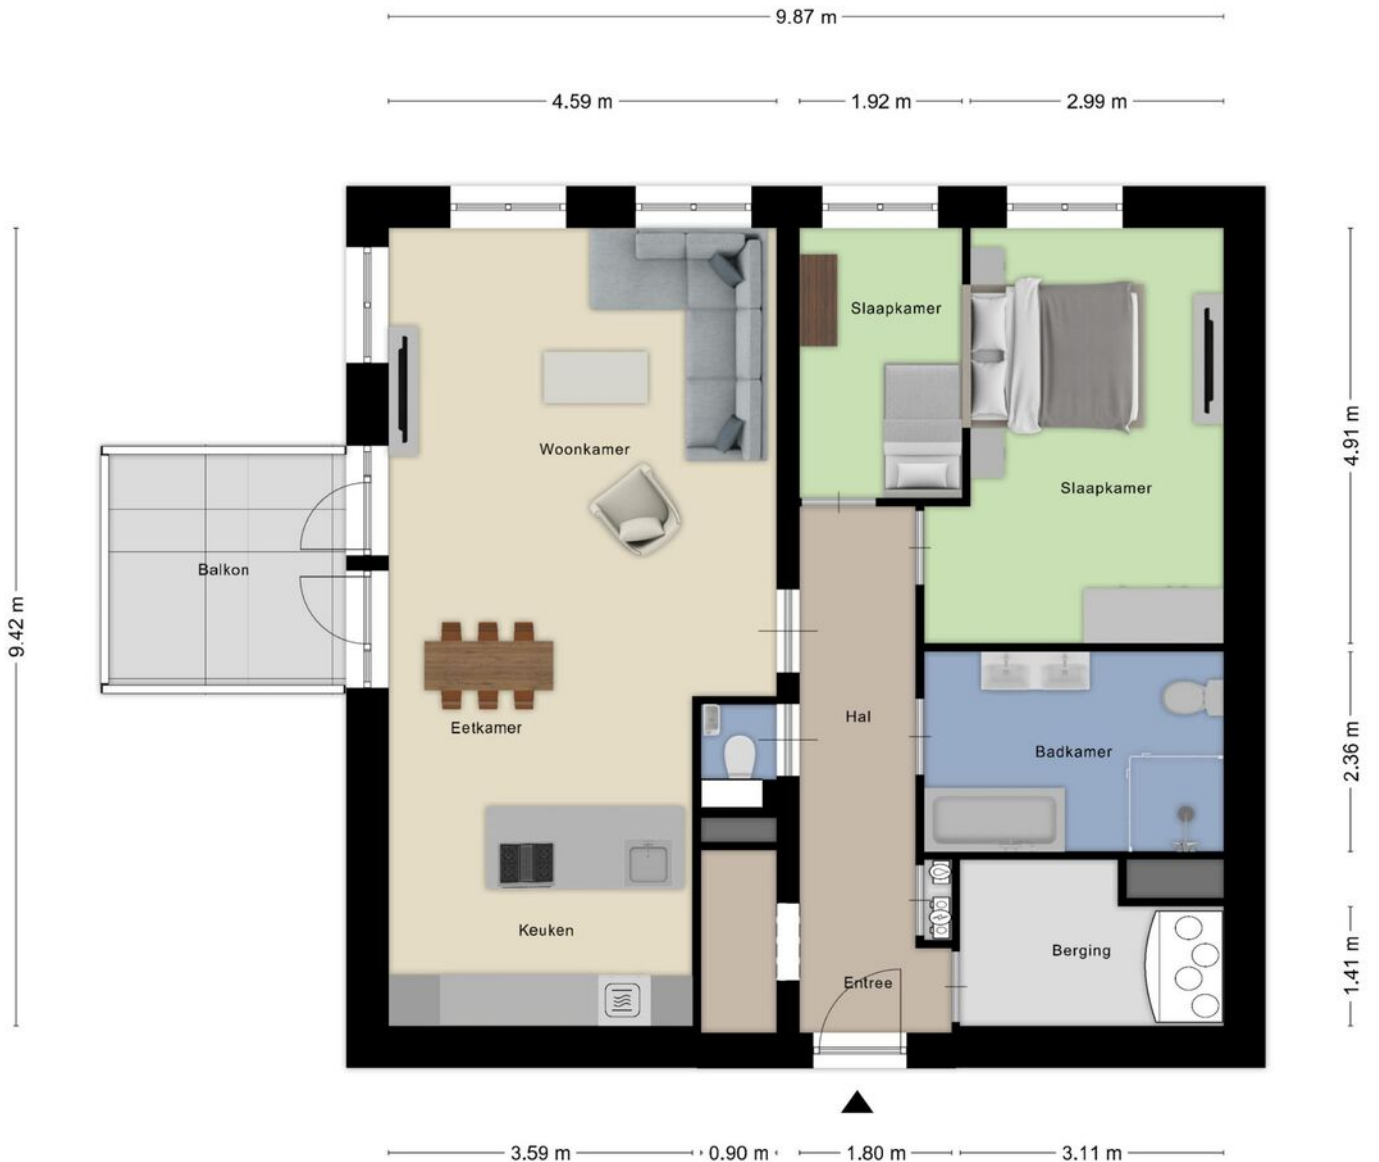 9.87 m
4.59 m
1.92 m
2.99 m
Slaapkamer
Woonkamer
4.91 m
Slaapkamer
Balkon
9.42 m
Eetkamer
Hal
Badkamer
2.36 m
Keuken
Berging
1.41 m
Entree
3.59 m
0.90 m
1.80 m
3.11 m